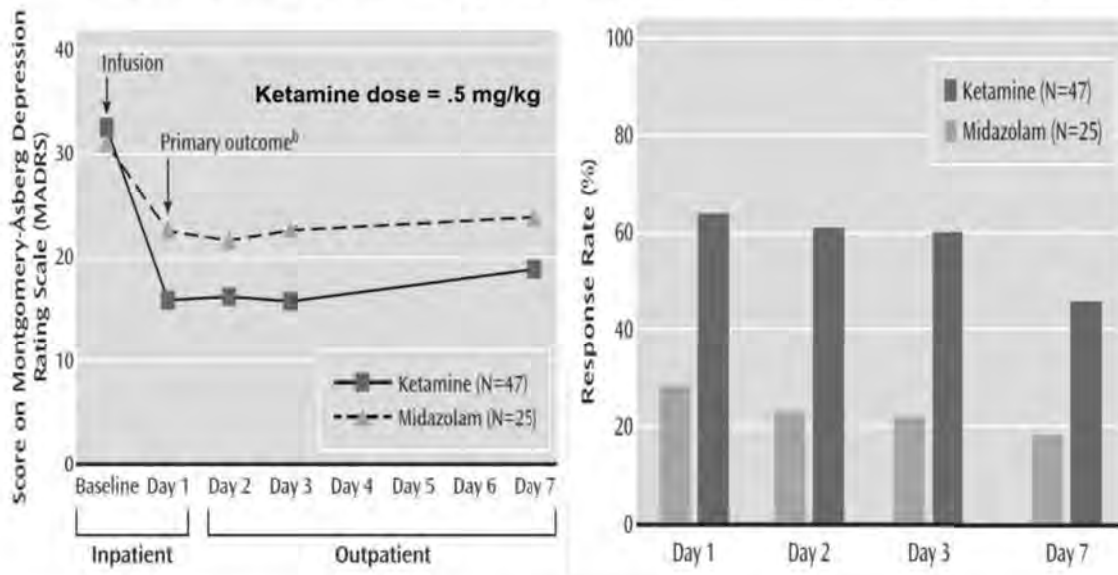 Score on Montgomery-Åsberg Depression
Rating Scale (MADRS)
40
30
20
10
0
Infusion
Ketamine dose = .5 mg/kg
Primary outcomeᵇ
Ketamine (N=47)
Midazolam (N=25)
Baseline Day 1 Day 2 Day 3 Day 4 Day 5 Day 6 Day 7
Inpatient Outpatient
Response Rate (%)
100
80
60
40
20
0
Ketamine (N=47)
Midazolam (N=25)
Day 1 Day 2 Day 3 Day 7